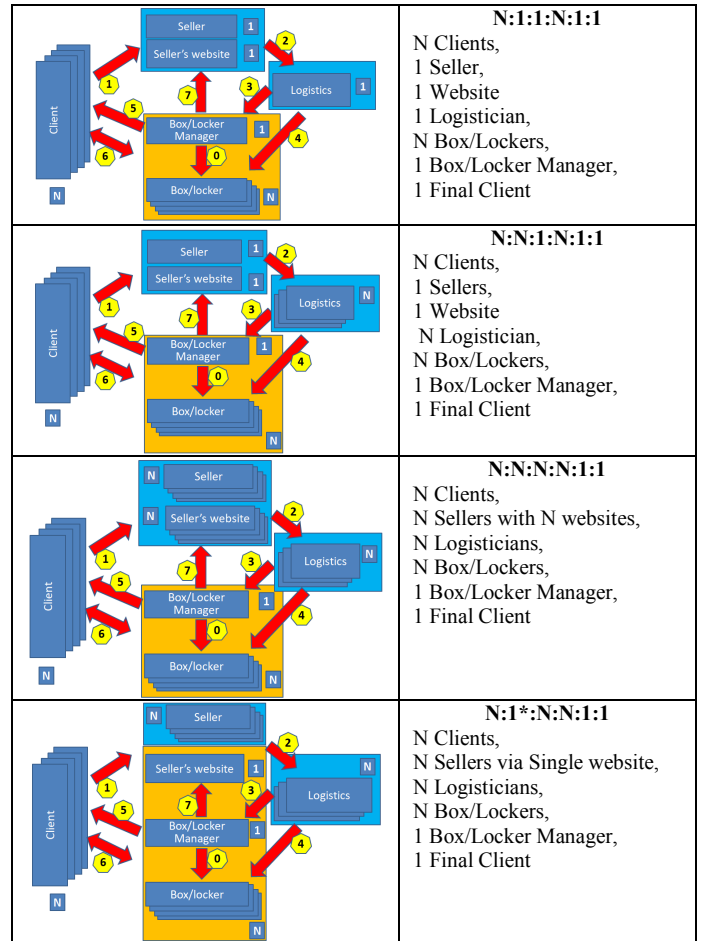 Seller 1
Seller's website 1
2
1
3
Logistics 1
7
5
Client
Box/Locker
Manager 1
4
6
0
Box/locker
N
N
N:1:1:N:1:1
N Clients,
1 Seller,
1 Website
1 Logistician,
N Box/Lockers,
1 Box/Locker Manager,
1 Final Client
Seller 1
Seller's website 1
2
1
3
Logistics N
7
5
Client
Box/Locker
Manager 1
4
6
0
Box/locker
N
N
N:N:1:N:1:1
N Clients,
1 Sellers,
1 Website
N Logistician,
N Box/Lockers,
1 Box/Locker Manager,
1 Final Client
N Seller
N Seller's website
2
1
3
Logistics N
7
5
Client
Box/Locker
Manager 1
4
6
0
Box/locker
N
N
N:N:N:N:1:1
N Clients,
N Sellers with N websites,
N Logisticians,
N Box/Lockers,
1 Box/Locker Manager,
1 Final Client
N Seller
2
Seller's website 1
N
1
3
Logistics
7
5
Client
Box/Locker
Manager 1
4
6
0
Box/locker
N
N
N:1*:N:N:1:1
N Clients,
N Sellers via Single website,
N Logisticians,
N Box/Lockers,
1 Box/Locker Manager,
1 Final Client